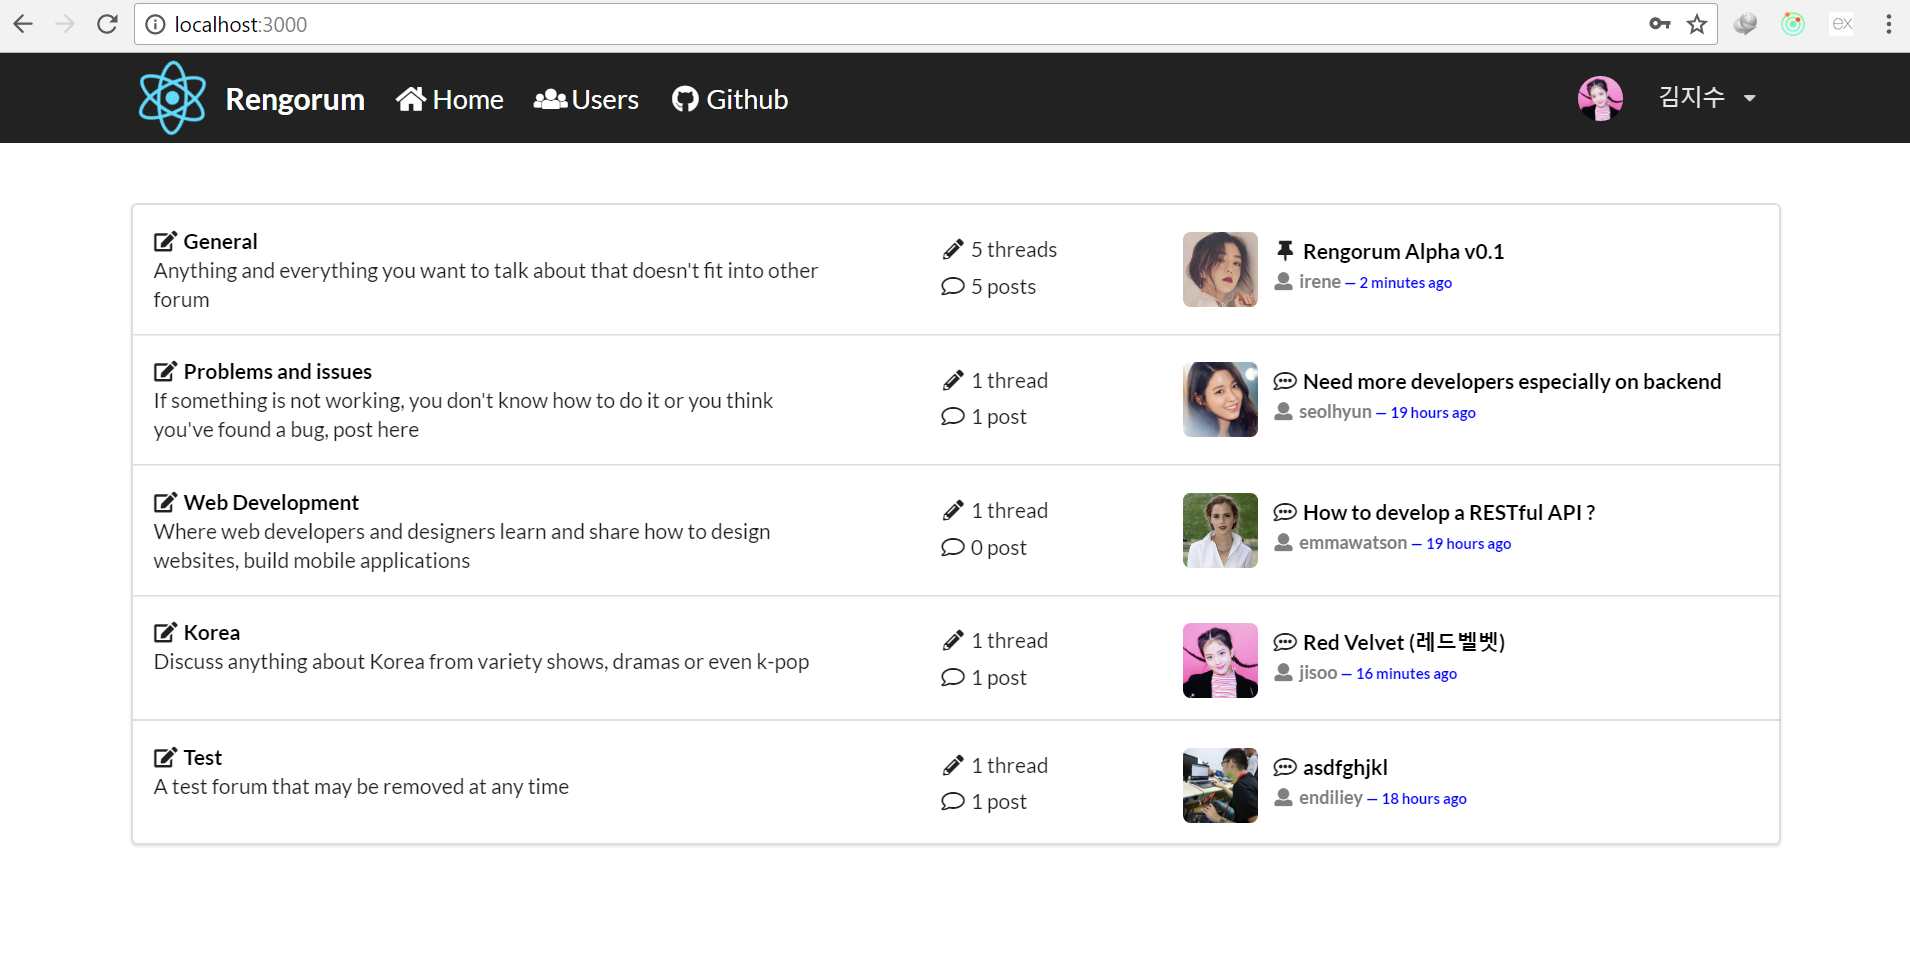 localhost:3000
ex
Rengorum Home Users Github 김지수
General
Anything and everything you want to talk about that doesn't fit into other
forum
5 threads
5 posts
Rengorum Alpha v0.1
irene — 2 minutes ago
Problems and issues
If something is not working, you don't know how to do it or you think
you've found a bug, post here
1 thread
1 post
Need more developers especially on backend
seolhyun — 19 hours ago
Web Development
Where web developers and designers learn and share how to design
websites, build mobile applications
1 thread
0 post
How to develop a RESTful API ?
emmawatson — 19 hours ago
Korea
Discuss anything about Korea from variety shows, dramas or even k-pop
1 thread
1 post
Red Velvet (레드벨벳)
jisoo — 16 minutes ago
Test
A test forum that may be removed at any time
1 thread
1 post
asdfghjkl
endiliey — 18 hours ago